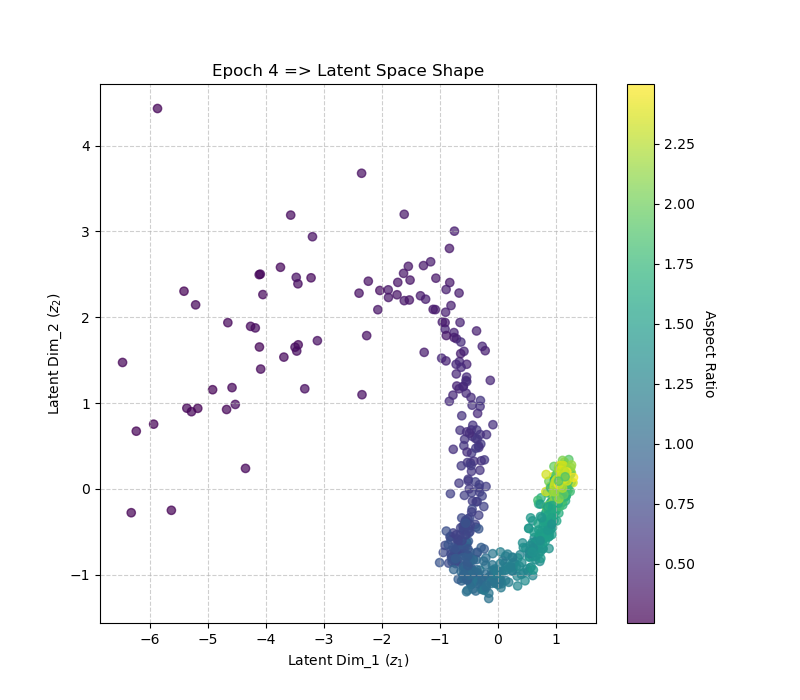 Epoch 4 => Latent Space Shape
4
3
2
1
0
−1
Latent Dim_2 (z₂)
−6 −5 −4 −3 −2 −1 0 1
Latent Dim_1 (z₁)
2.25
2.00
1.75
1.50
1.25
1.00
0.75
0.50
Aspect Ratio